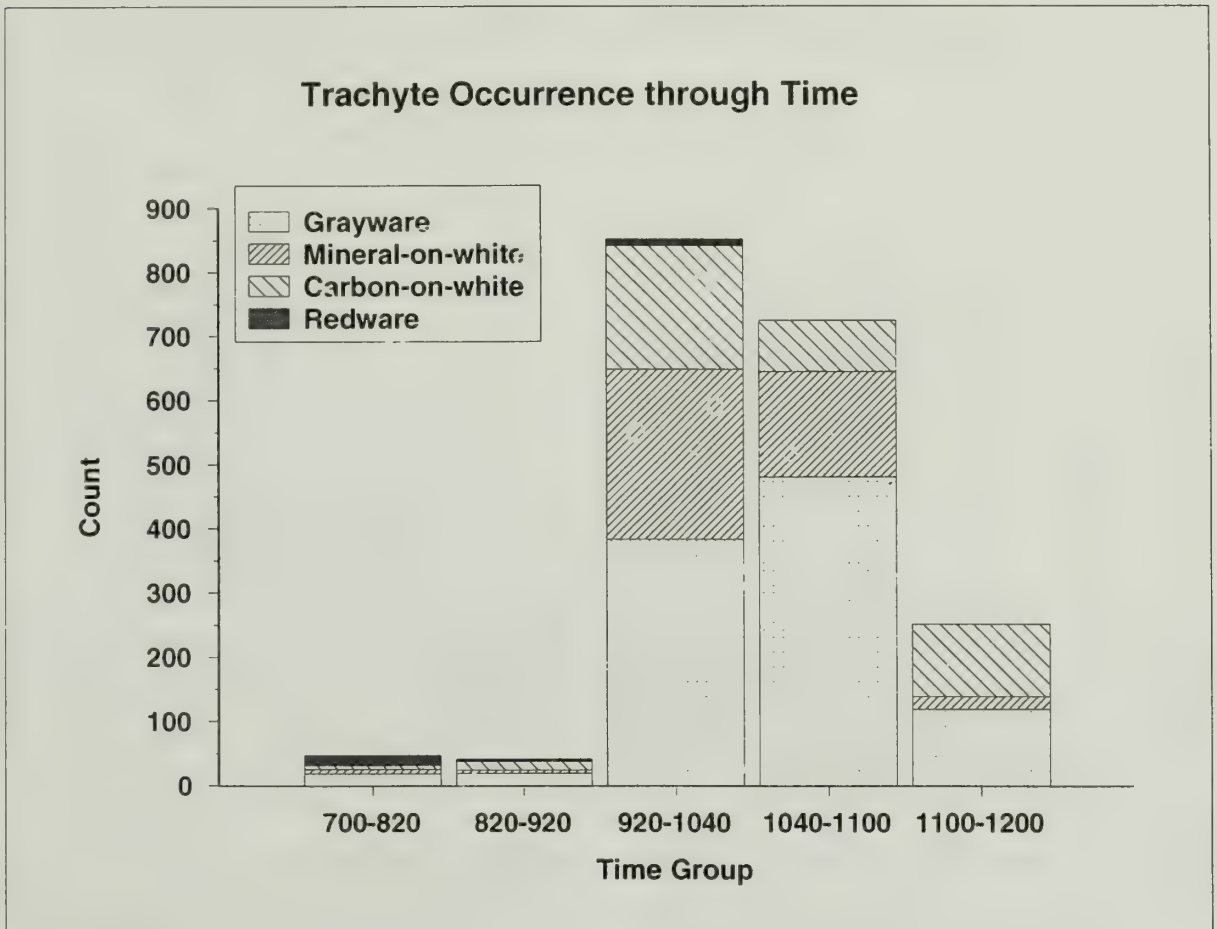 Trachyte Occurrence through Time
Grayware
Mineral-on-white
Carbon-on-white
Redware
900
800
700
600
500
400
300
200
100
0
Count
700-820 820-920 920-1040 1040-1100 1100-1200
Time Group